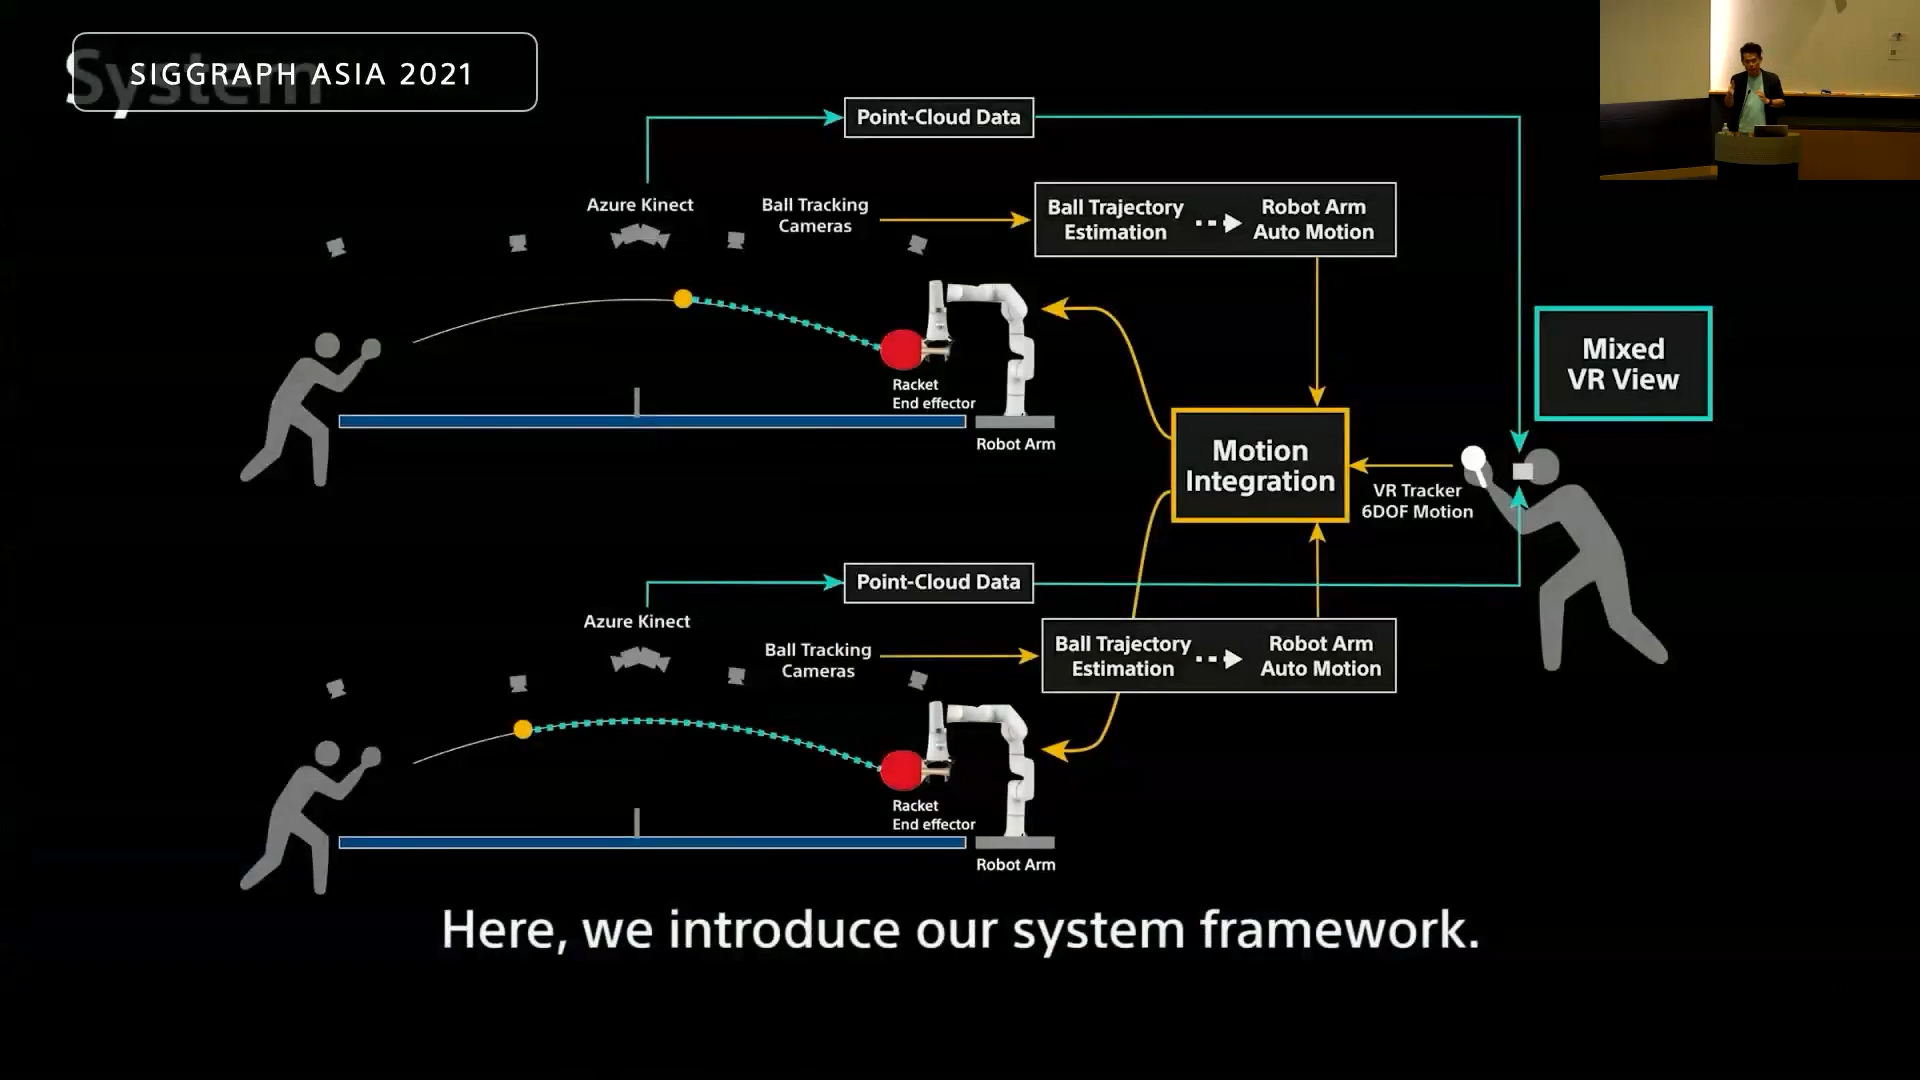 System
SIGGRAPH ASIA 2021
Point-Cloud Data
Azure Kinect
Ball Tracking
Cameras
Ball Trajectory
Estimation
Robot Arm
Auto Motion
Racket
End effector
Robot Arm
Mixed
VR View
Motion
Integration
VR Tracker
6DOF Motion
Point-Cloud Data
Azure Kinect
Ball Tracking
Cameras
Ball Trajectory
Estimation
Robot Arm
Auto Motion
Racket
End effector
Robot Arm
Here, we introduce our system framework.